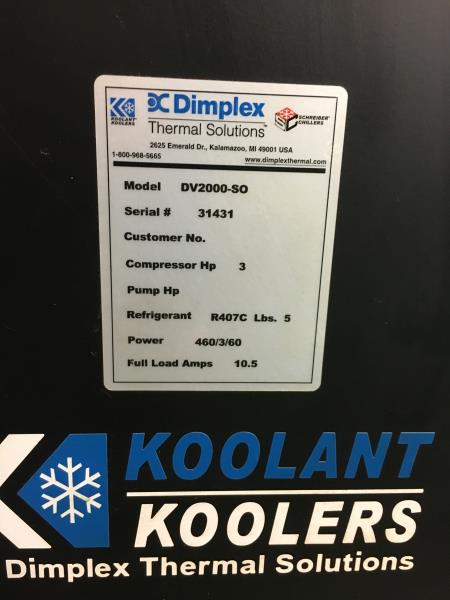 KOOLANT KOOLERS
DC Dimplex
Thermal Solutions™
SCHREIBER CHILLERS
2625 Emerald Dr., Kalamazoo, MI 49001 USA
1-800-968-5665 www.dimplexthermal.com
Model DV2000-SO
Serial # 31431
Customer No.
Compressor Hp 3
Pump Hp
Refrigerant R407C Lbs. 5
Power 460/3/60
Full Load Amps 10.5
KOOLANT
KOOLERS
Dimplex Thermal Solutions